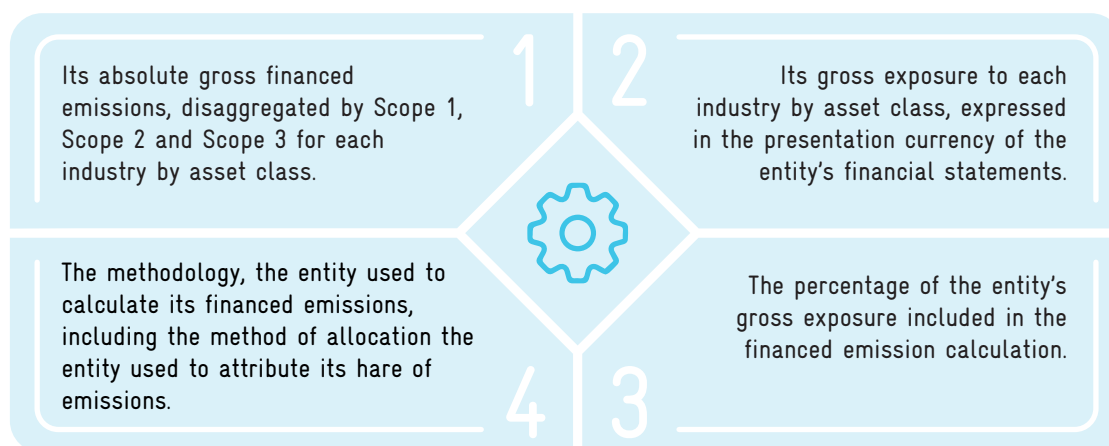 1
Its absolute gross financed
emissions, disaggregated by Scope 1,
Scope 2 and Scope 3 for each
industry by asset class.
2
Its gross exposure to each
industry by asset class, expressed
in the presentation currency of the
entity's financial statements.
3
The percentage of the entity's
gross exposure included in the
financed emission calculation.
4
The methodology, the entity used to
calculate its financed emissions,
including the method of allocation the
entity used to attribute its hare of
emissions.